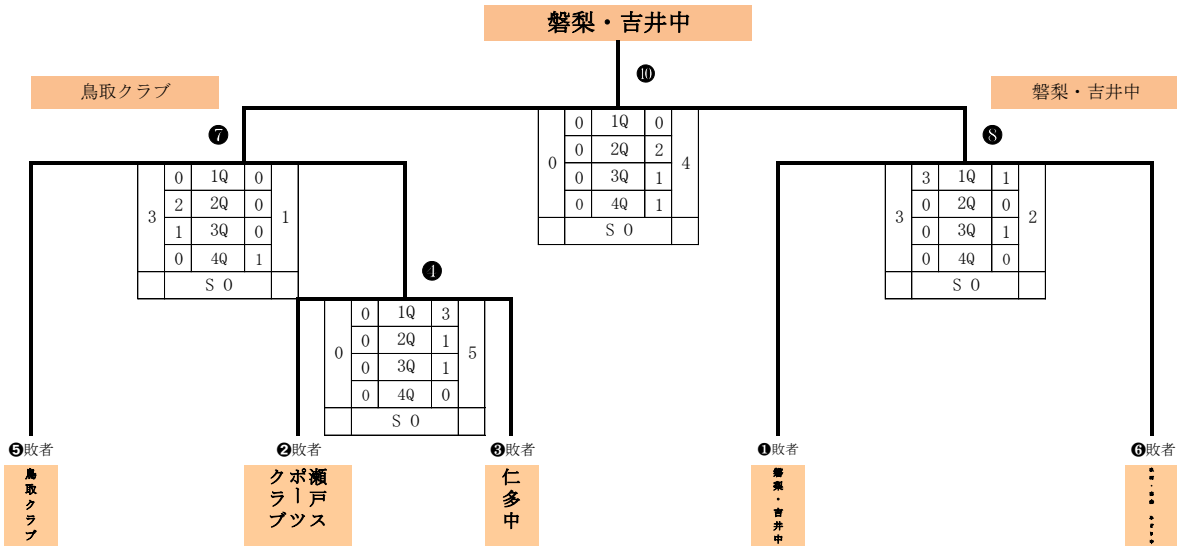 磐梨・吉井中
❿
鳥取クラブ
磐梨・吉井中
0 0 1Q 0 4
0 2Q 2
0 3Q 1
0 4Q 1
S O
❼
❽
3 0 1Q 0 1
2 2Q 0
1 3Q 0
0 4Q 1
S O
3 3 1Q 1 2
0 2Q 0
0 3Q 1
0 4Q 0
S O
❹
0 0 1Q 3 5
0 2Q 1
0 3Q 1
0 4Q 0
S O
❺敗者
❷敗者
❸敗者
❶敗者
❻敗者
鳥取クラブ
瀬戸ス
ポーツ
クラブ
仁多中
磐梨・吉井中